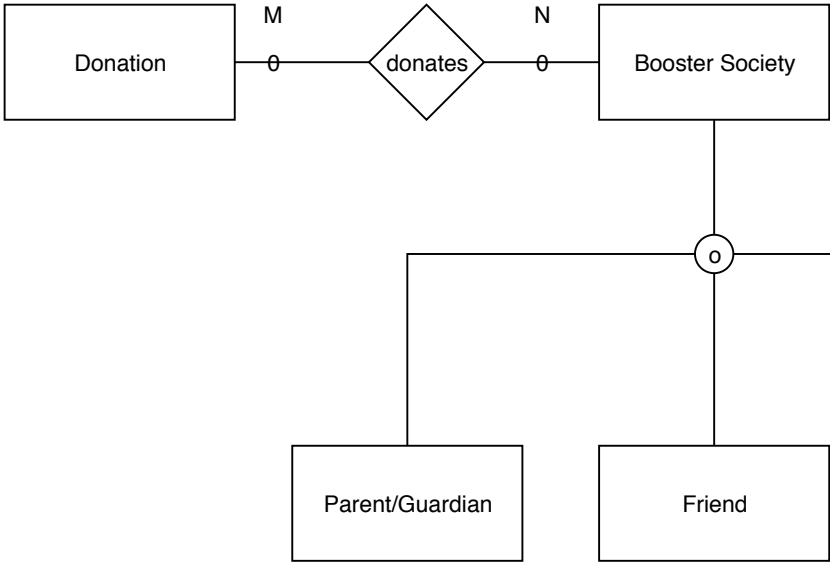 M
N
Donation
0
donates
0
Booster Society
o
Parent/Guardian
Friend